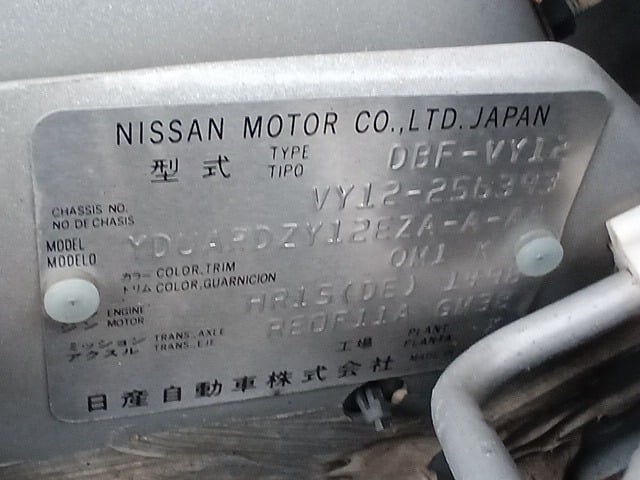 NISSAN MOTOR CO.,LTD.JAPAN
型式 TYPE TIPO DBF-VY12
CHASSIS NO. NO.DE CHASIS VY12-256393
MODEL MODELO
カラー COLOR,TRIM
トリム COLOR,GUARNICION QM1 K
ENGINE MOTOR HR15(DE)
ミッション TRANS.,AXLE
アクスル TRANS.,EJE RE0F11A
工場 PLANT PLANTA
日産自動車株式会社 MADE IN